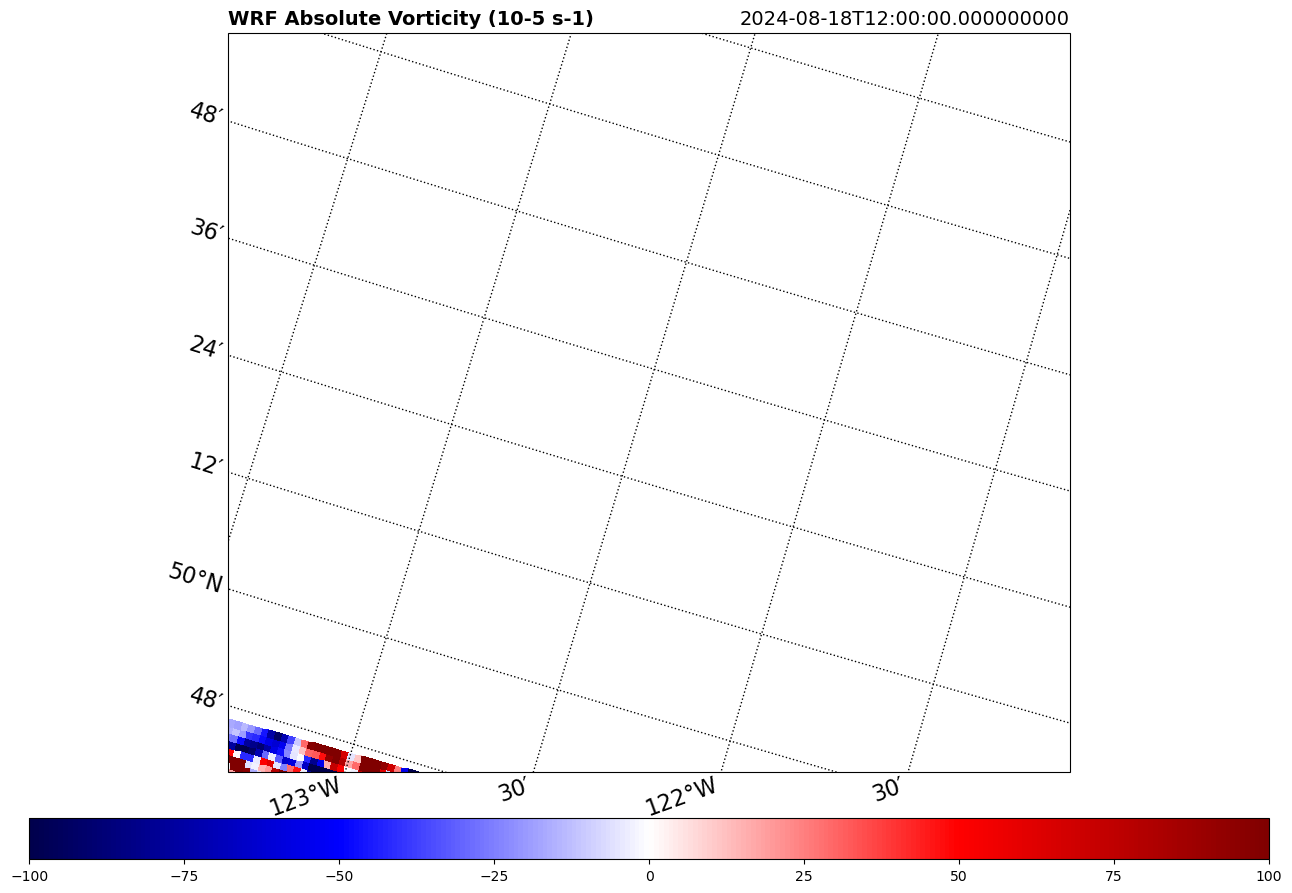 WRF Absolute Vorticity (10-5 s-1) 2024-08-18T12:00:00.000000000
48′
36′
24′
12′
50°N
48′
123°W 30′ 122°W 30′
−100 −75 −50 −25 0 25 50 75 100